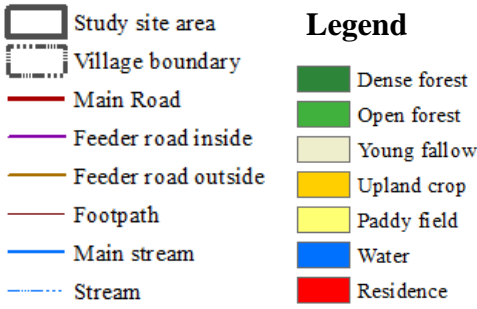 Legend
Study site area
Village boundary
Main Road
Feeder road inside
Feeder road outside
Footpath
Main stream
Stream
Dense forest
Open forest
Young fallow
Upland crop
Paddy field
Water
Residence